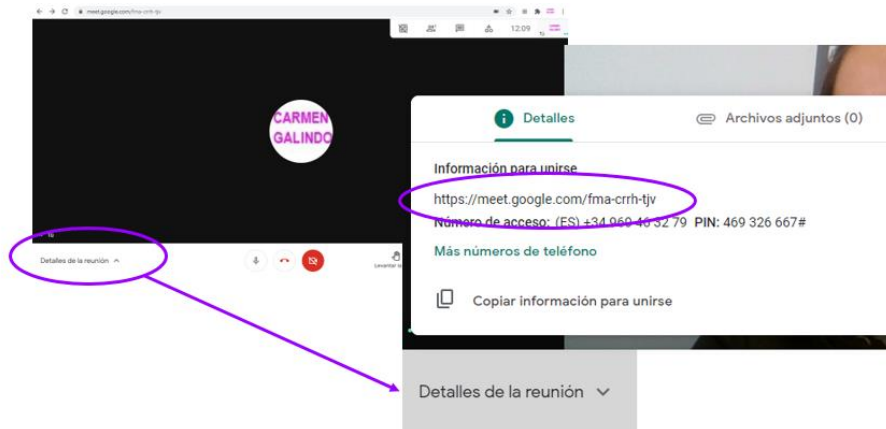 meet.google.com/fma-crrh-tjv
12:09
CARMEN
GALINDO
Tú
Detalles de la reunión
Levantar la
Detalles
Archivos adjuntos (0)
Información para unirse
https://meet.google.com/fma-crrh-tjv
Número de acceso: (ES) +34 960 46 32 79 PIN: 469 326 667#
Más números de teléfono
Copiar información para unirse
Detalles de la reunión